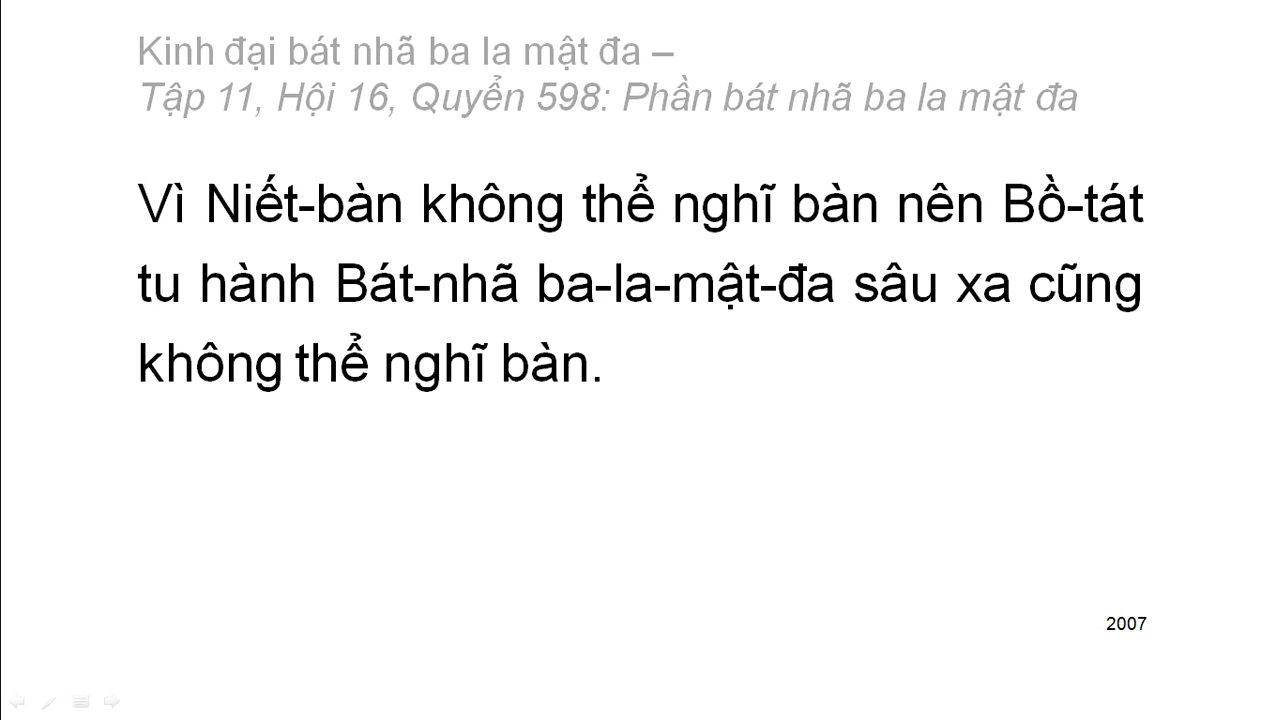 Kinh đại bát nhã ba la mật đa –
Tập 11, Hội 16, Quyển 598: Phần bát nhã ba la mật đa
Vì Niết-bàn không thể nghĩ bàn nên Bồ-tát
tu hành Bát-nhã ba-la-mật-đa sâu xa cũng
không thể nghĩ bàn.
2007